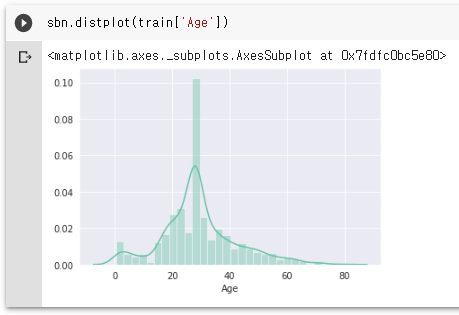 sbn.distplot(train['Age'])
<matplotlib.axes._subplots.AxesSubplot at 0x7fdfc0bc5e80>
0.10
0.08
0.06
0.04
0.02
0.00
0 20 40 60 80
Age